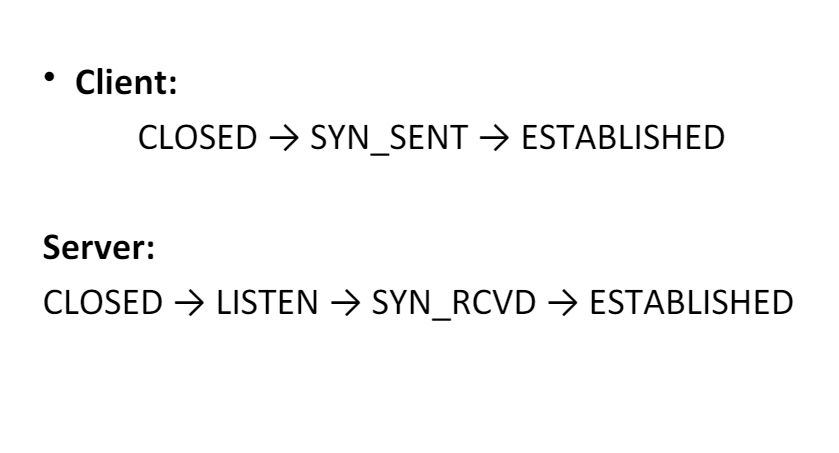 • Client:
CLOSED → SYN_SENT → ESTABLISHED
Server:
CLOSED → LISTEN → SYN_RCVD → ESTABLISHED